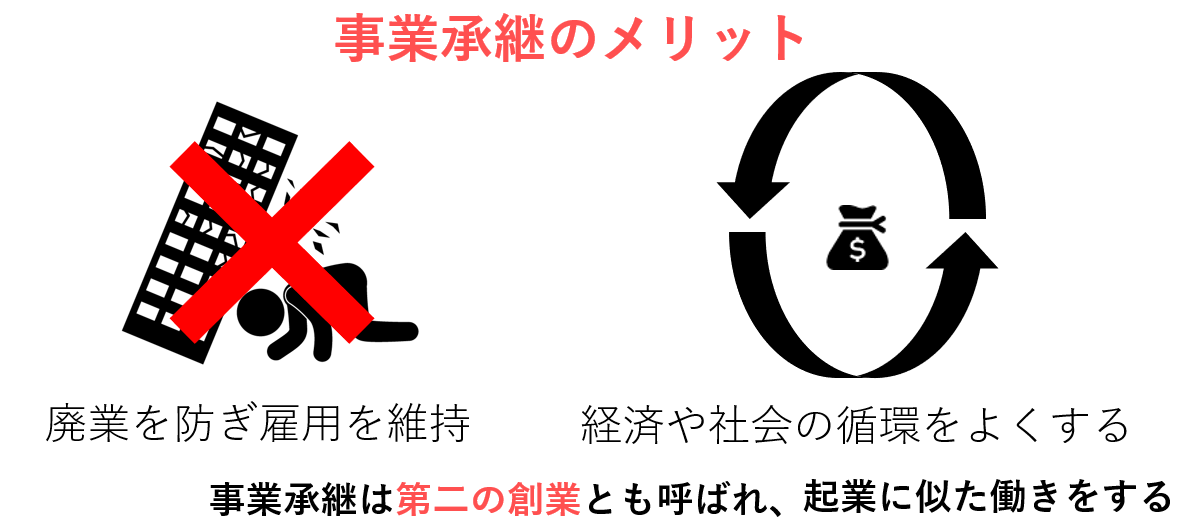 事業承継のメリット
$
廃業を防ぎ雇用を維持
経済や社会の循環をよくする
事業承継は第二の創業とも呼ばれ、起業に似た働きをする